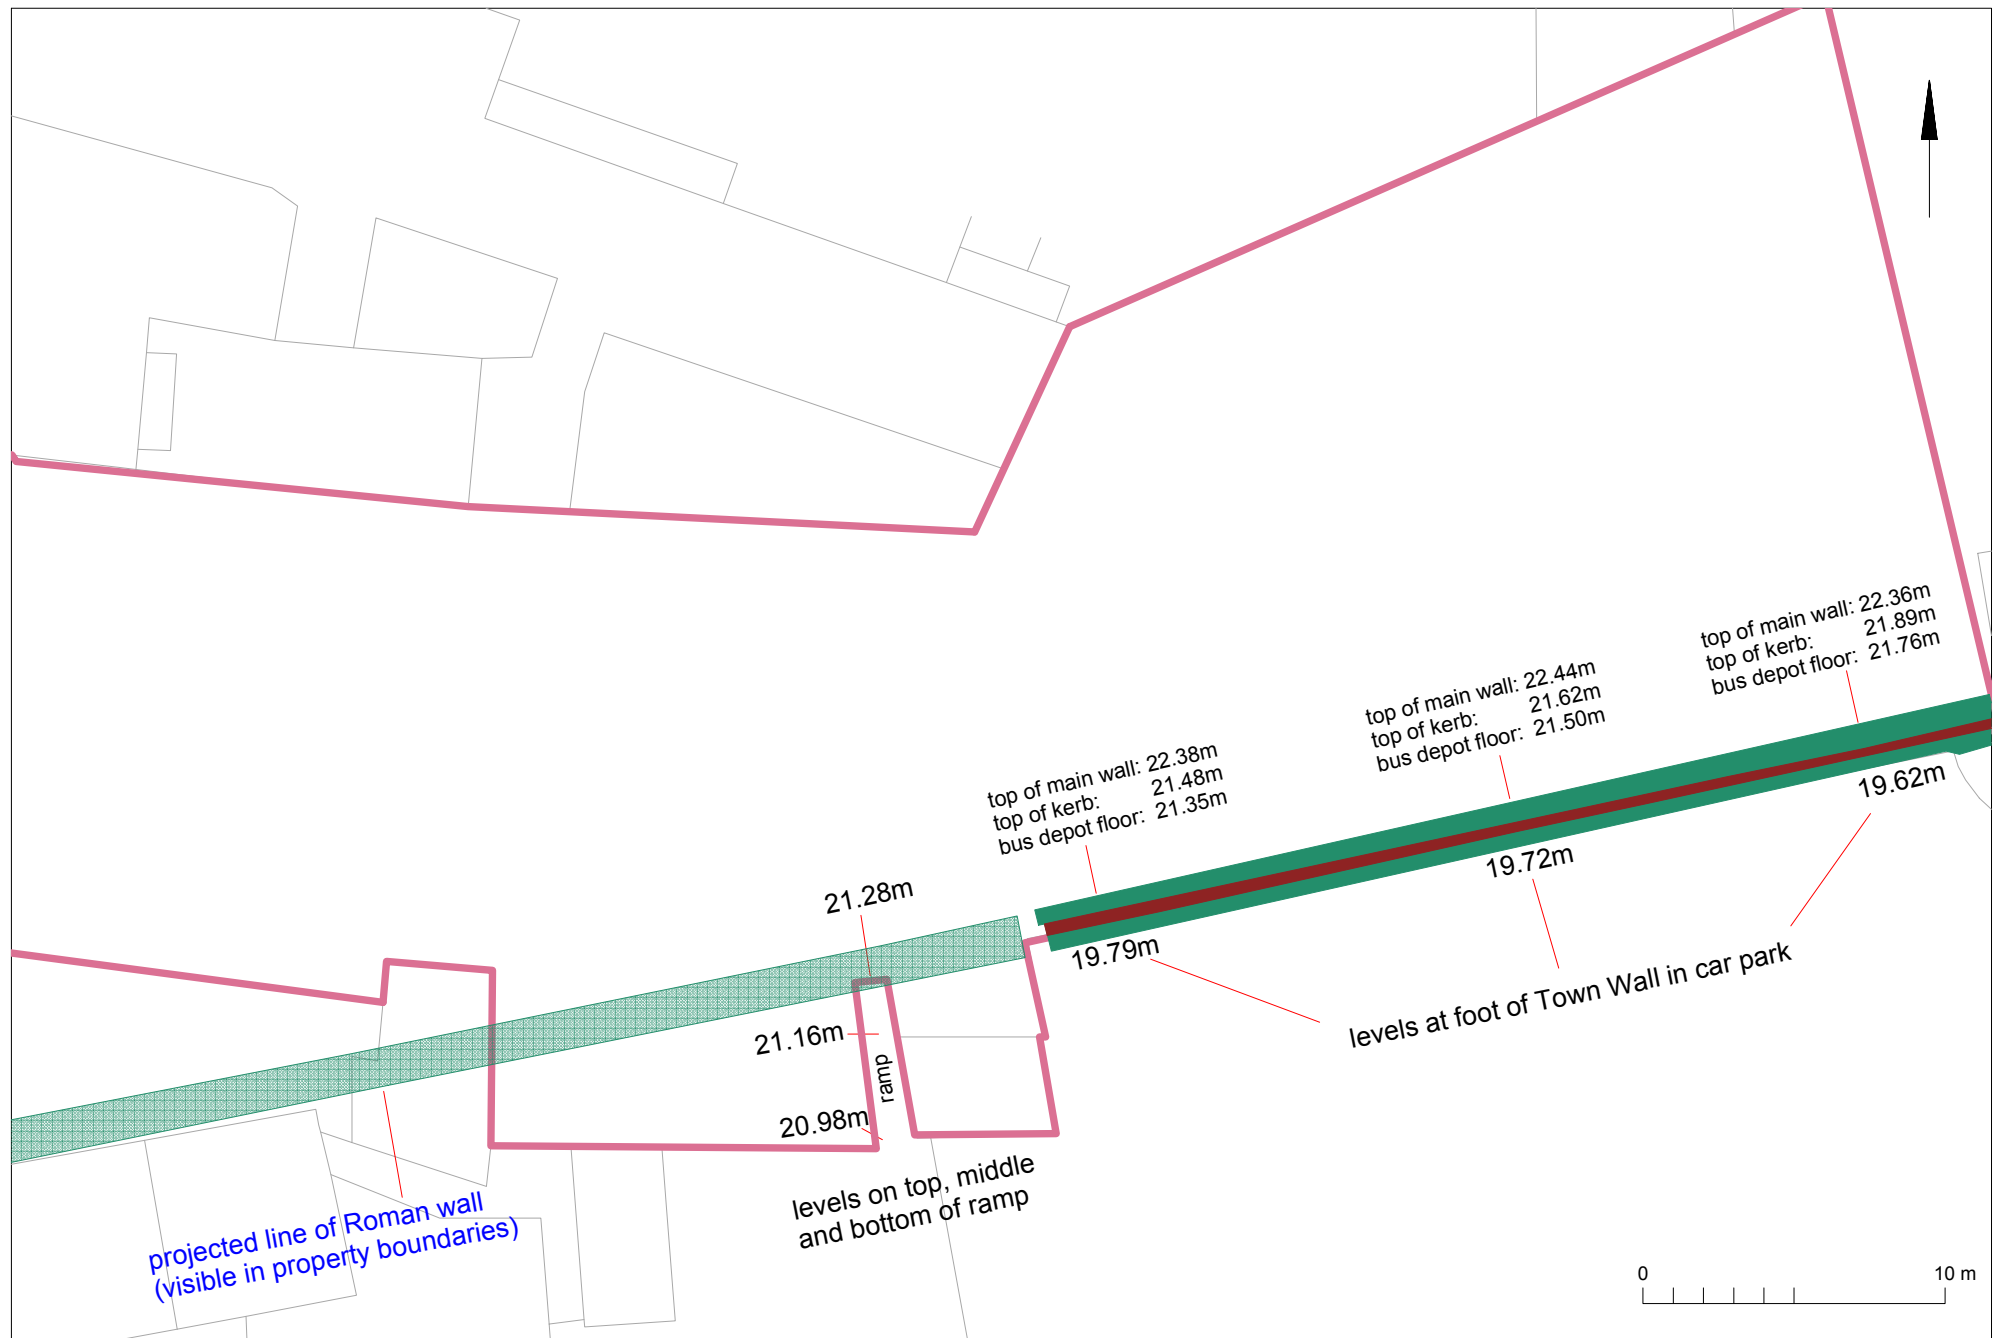 top of main wall: 22.36m
top of kerb: 21.89m
bus depot floor: 21.76m
top of main wall: 22.44m
top of kerb: 21.62m
bus depot floor: 21.50m
top of main wall: 22.38m
top of kerb: 21.48m
bus depot floor: 21.35m
19.62m
19.72m
19.79m
levels at foot of Town Wall in car park
21.28m
21.16m
ramp
20.98m
levels on top, middle
and bottom of ramp
projected line of Roman wall
(visible in property boundaries)
0 10 m